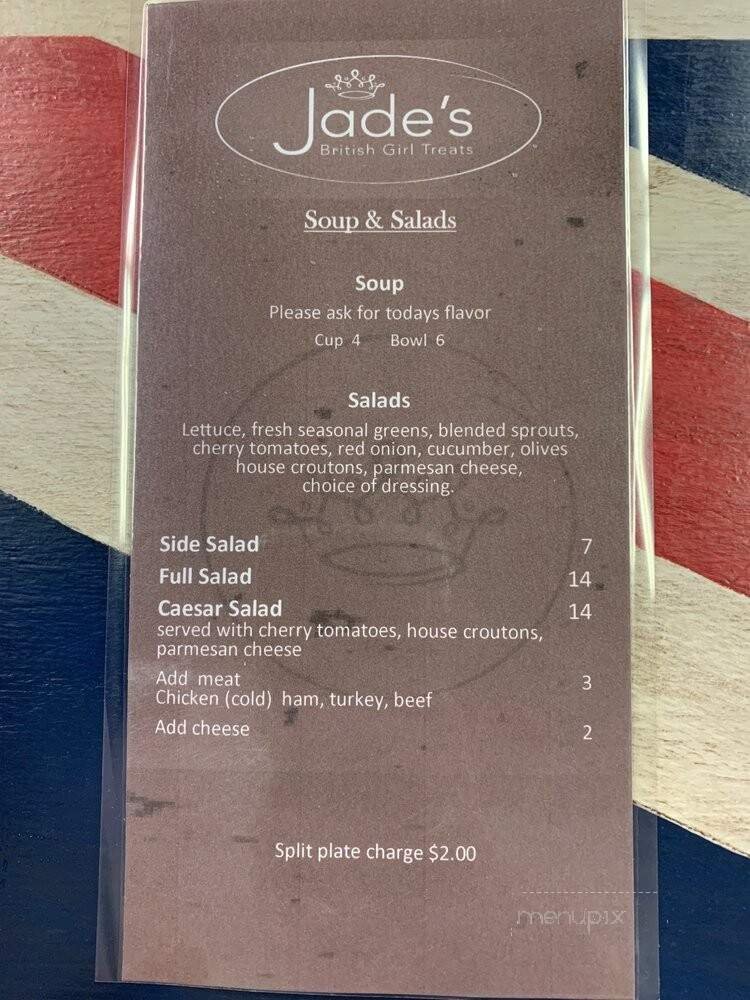 Jade's
British Girl Treats
Soup & Salads
Soup
Please ask for todays flavor
Cup 4 Bowl 6
Salads
Lettuce, fresh seasonal greens, blended sprouts,
cherry tomatoes, red onion, cucumber, olives
house croutons, parmesan cheese,
choice of dressing.
Side Salad 7
Full Salad 14
Caesar Salad 14
served with cherry tomatoes, house croutons,
parmesan cheese
Add meat 3
Chicken (cold) ham, turkey, beef
Add cheese 2
Split plate charge $2.00
menupix